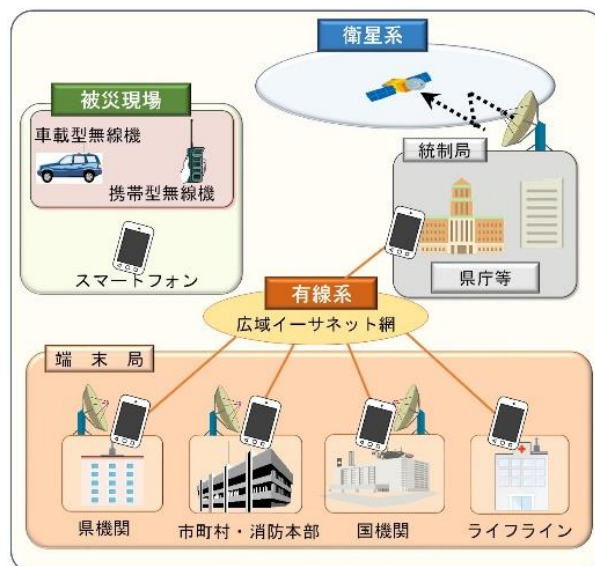 衛星系
被災現場
車載型無線機
携帯型無線機
スマートフォン
統制局
県庁等
有線系
広域イーサネット網
端末局
県機関
市町村・消防本部
国機関
ライフライン